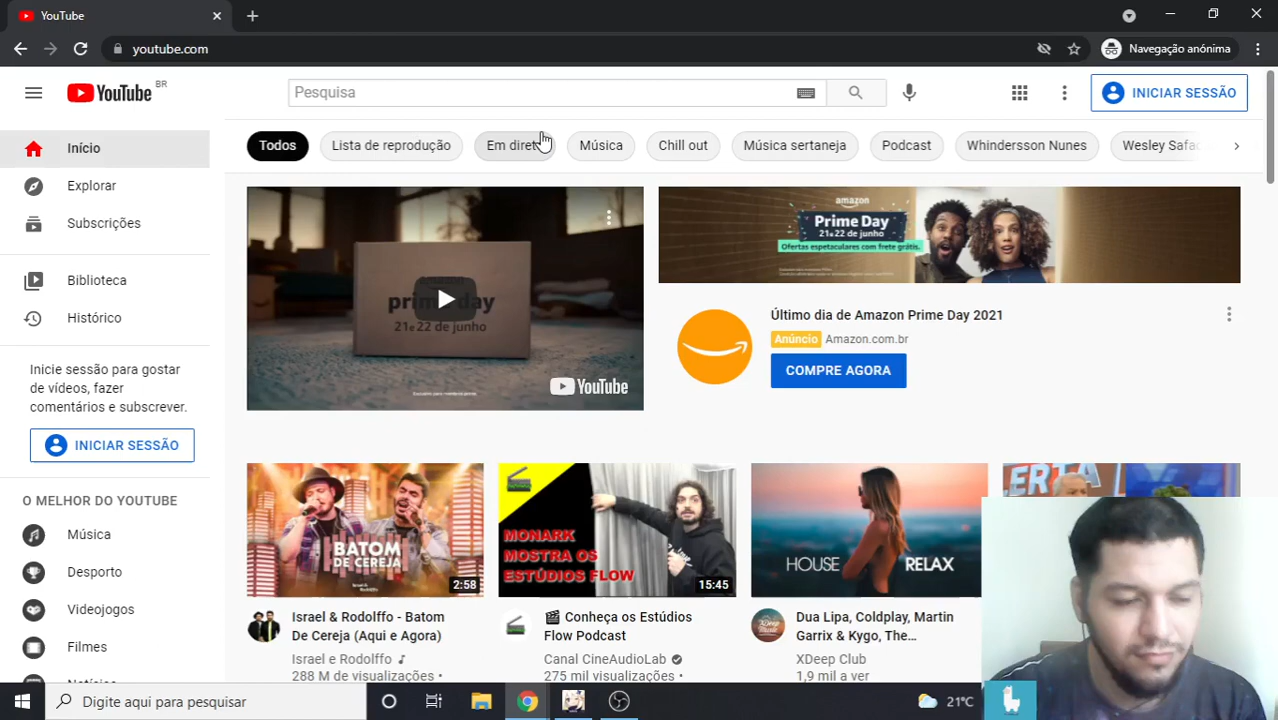 YouTube
youtube.com
Navegação anónima
YouTube BR
Pesquisa
INICIAR SESSÃO
Início
Explorar
Subscrições
Biblioteca
Histórico
Inicie sessão para gostar
de vídeos, fazer
comentários e subscrever.
INICIAR SESSÃO
O MELHOR DO YOUTUBE
Música
Desporto
Videojogos
Filmes
Todos
Lista de reprodução
Em direto
Música
Chill out
Música sertaneja
Podcast
Whindersson Nunes
Wesley Safad
prime day
21 e 22 de junho
YouTube
amazon
Prime Day
21 e 22 de junho
Ofertas espetaculares com frete grátis.
Último dia de Amazon Prime Day 2021
Anúncio Amazon.com.br
COMPRE AGORA
BATOM
DE CEREJA
2:58
Israel & Rodolffo - Batom
De Cereja (Aqui e Agora)
Israel e Rodolffo
288 M de visualizações •
MONARK
MOSTRA OS
ESTÚDIOS FLOW
15:45
Conheça os Estúdios
Flow Podcast
Canal CineAudioLab
275 mil visualizações •
HOUSE RELAX
Dua Lipa, Coldplay, Martin
Garrix & Kygo, The...
XDeep Club
1,9 mil a ver
ERTA
Digite aqui para pesquisar
21°C